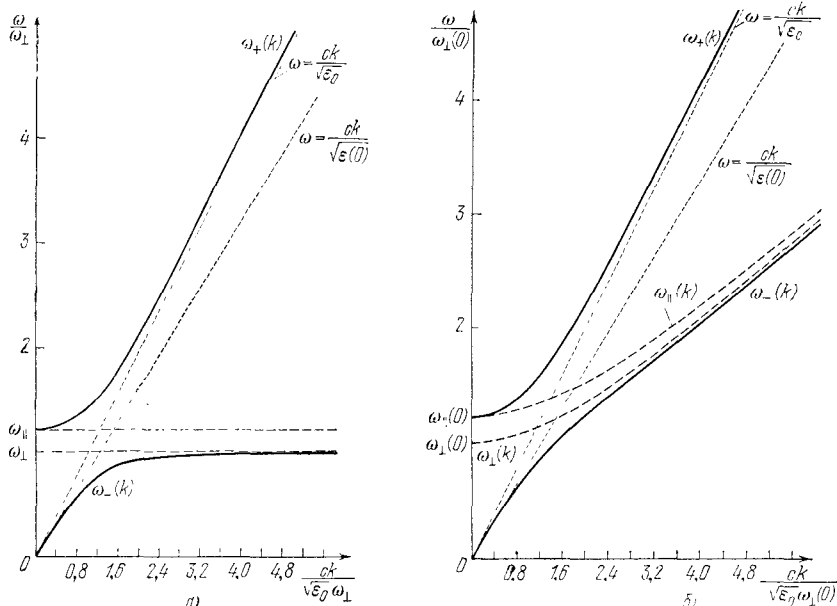 ω/ω⊥
ω₊(k)
ω = ck/√ε₀
ω = ck/√ε(0)
4
3
2
ω∥
ω⊥
ω₋(k)
0
0,8 1,6 2,4 3,2 4,0 4,8 ck/√ε₀ω⊥
а)
ω/ω⊥(0)
ω₊(k)
ω = ck/√ε₀
ω = ck/√ε(0)
4
3
2
ω∥(k)
ω₋(k)
ω∥(0)
ω⊥(0)
ω⊥(k)
0
0,8 1,6 2,4 3,2 4,0 4,8 ck/√ε₀ω⊥(0)
б)